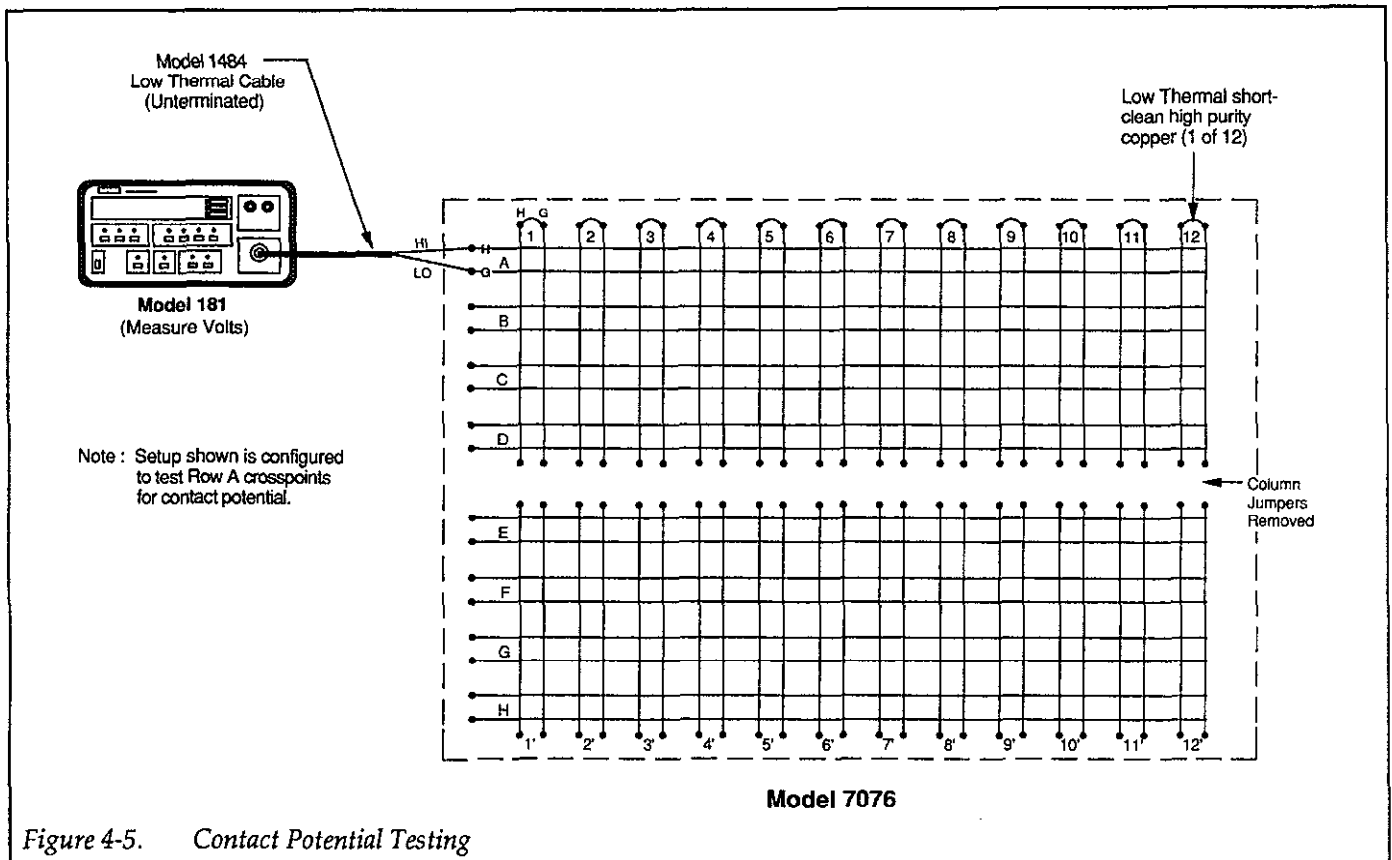 Model 1484
Low Thermal Cable
(Unterminated)
Low Thermal short-
clean high purity
copper (1 of 12)
H G
1 2 3 4 5 6 7 8 9 10 11 12
HI H
A
LO G
Model 181
(Measure Volts)
B
C
D
Note : Setup shown is configured
to test Row A crosspoints
for contact potential.
Column
Jumpers
Removed
E
F
G
H
1' 2' 3' 4' 5' 6' 7' 8' 9' 10' 11' 12'
Model 7076
Figure 4-5. Contact Potential Testing